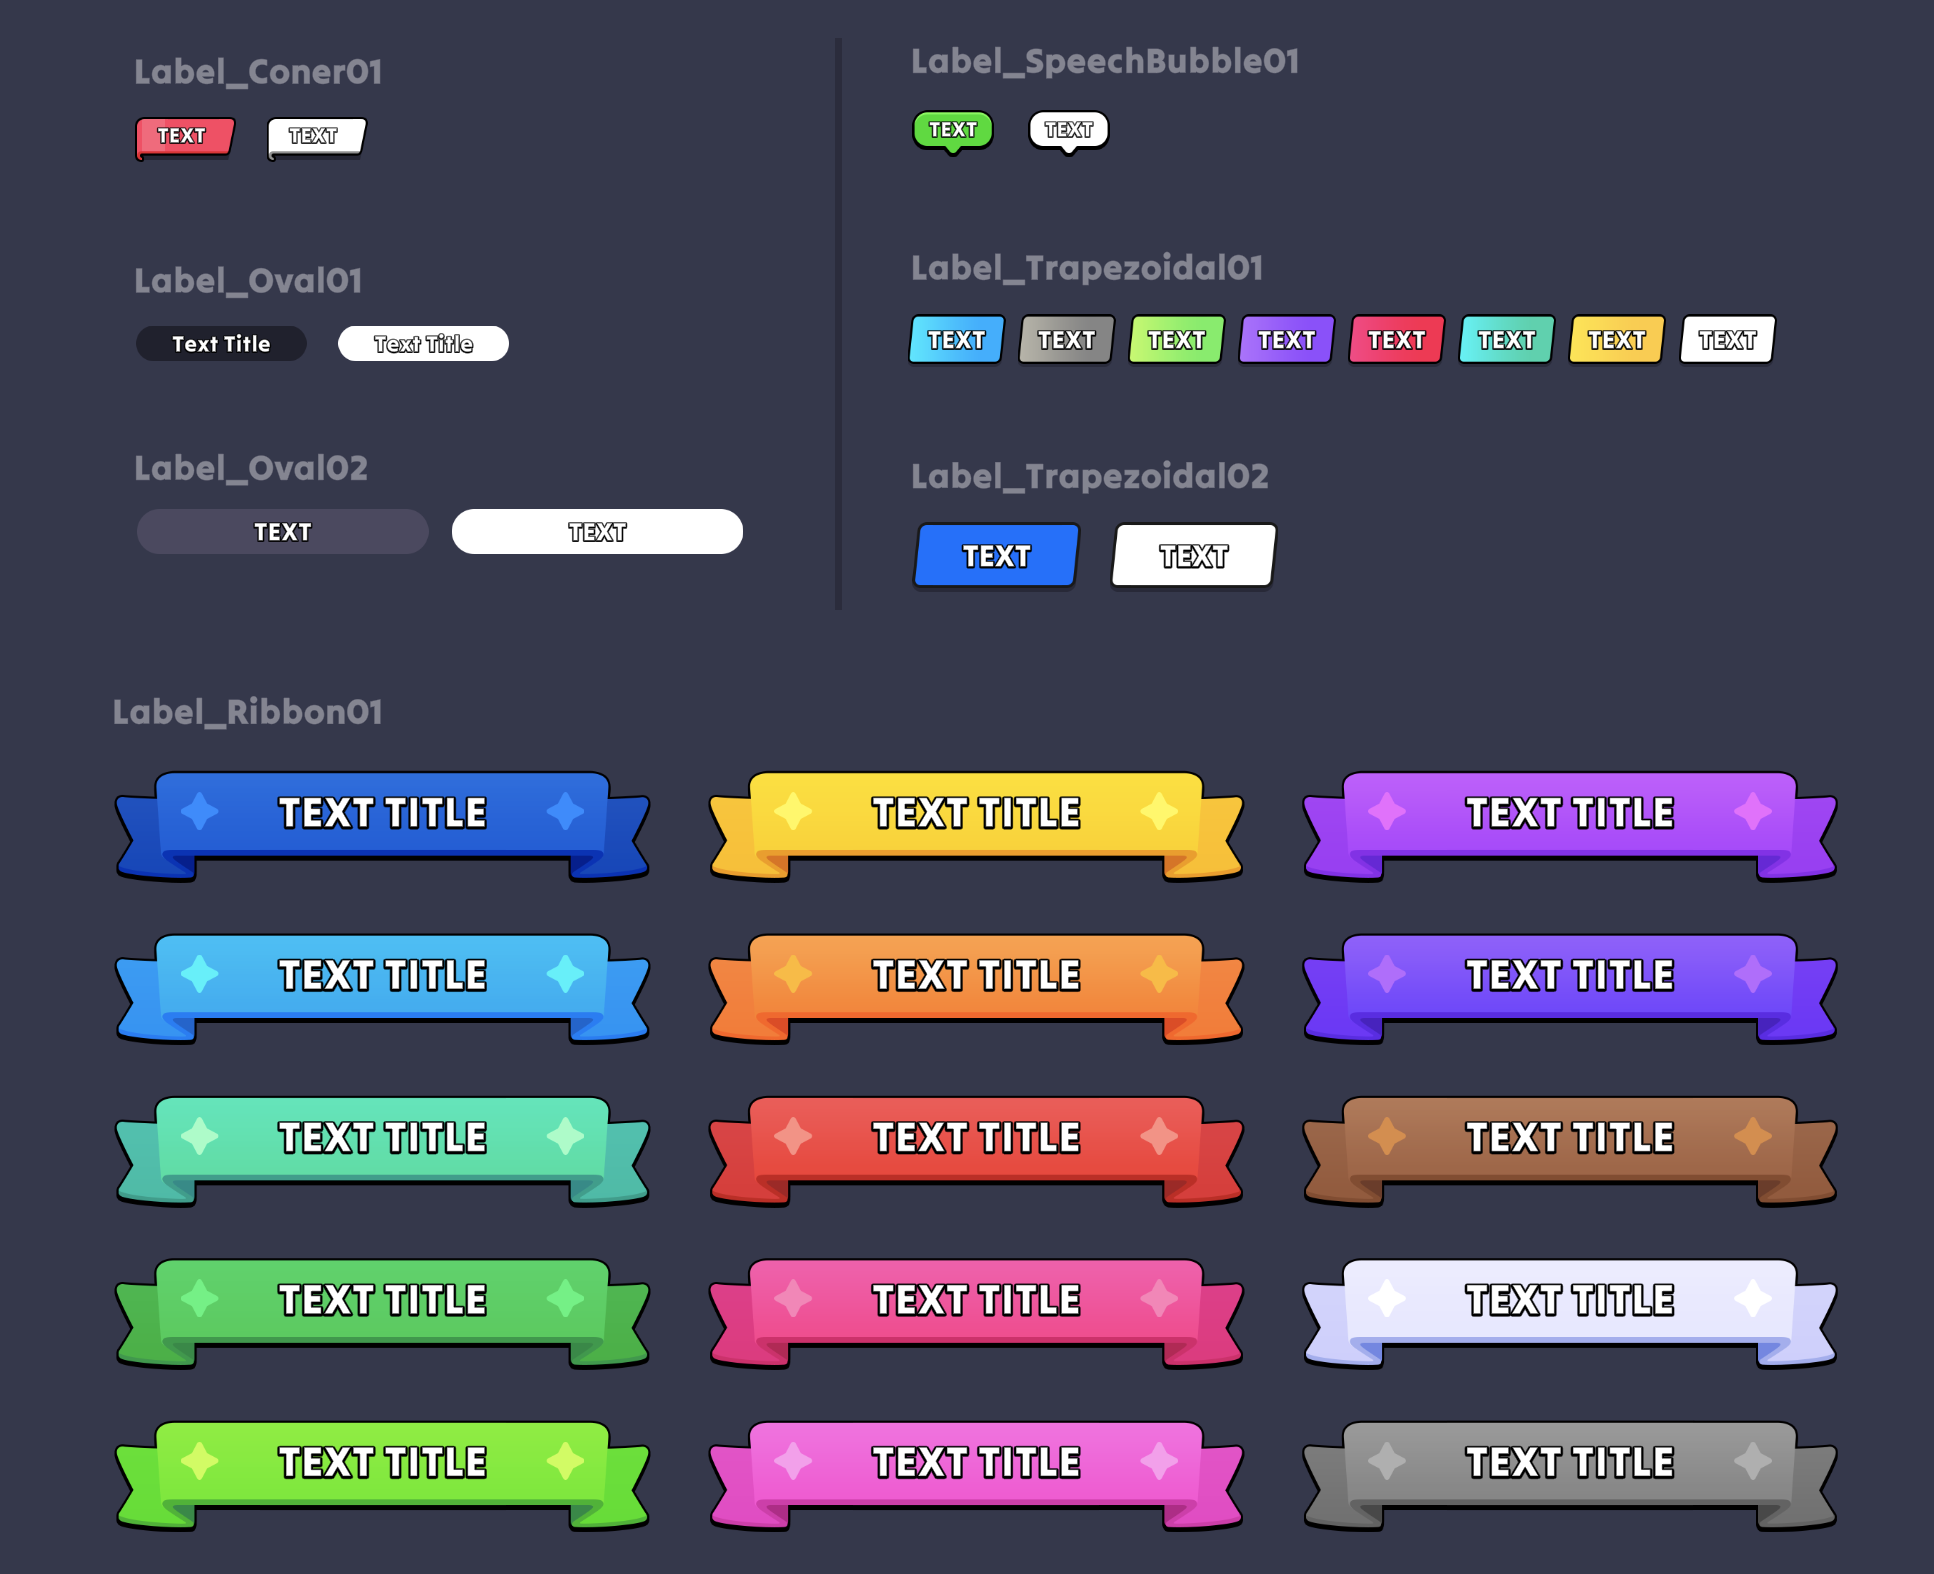 Label_Coner01
TEXT TEXT
Label_Oval01
Text Title Text Title
Label_Oval02
TEXT TEXT
Label_SpeechBubble01
TEXT TEXT
Label_Trapezoidal01
TEXT TEXT TEXT TEXT TEXT TEXT TEXT TEXT
Label_Trapezoidal02
TEXT TEXT
Label_Ribbon01
TEXT TITLE TEXT TITLE TEXT TITLE
TEXT TITLE TEXT TITLE TEXT TITLE
TEXT TITLE TEXT TITLE TEXT TITLE
TEXT TITLE TEXT TITLE TEXT TITLE
TEXT TITLE TEXT TITLE TEXT TITLE